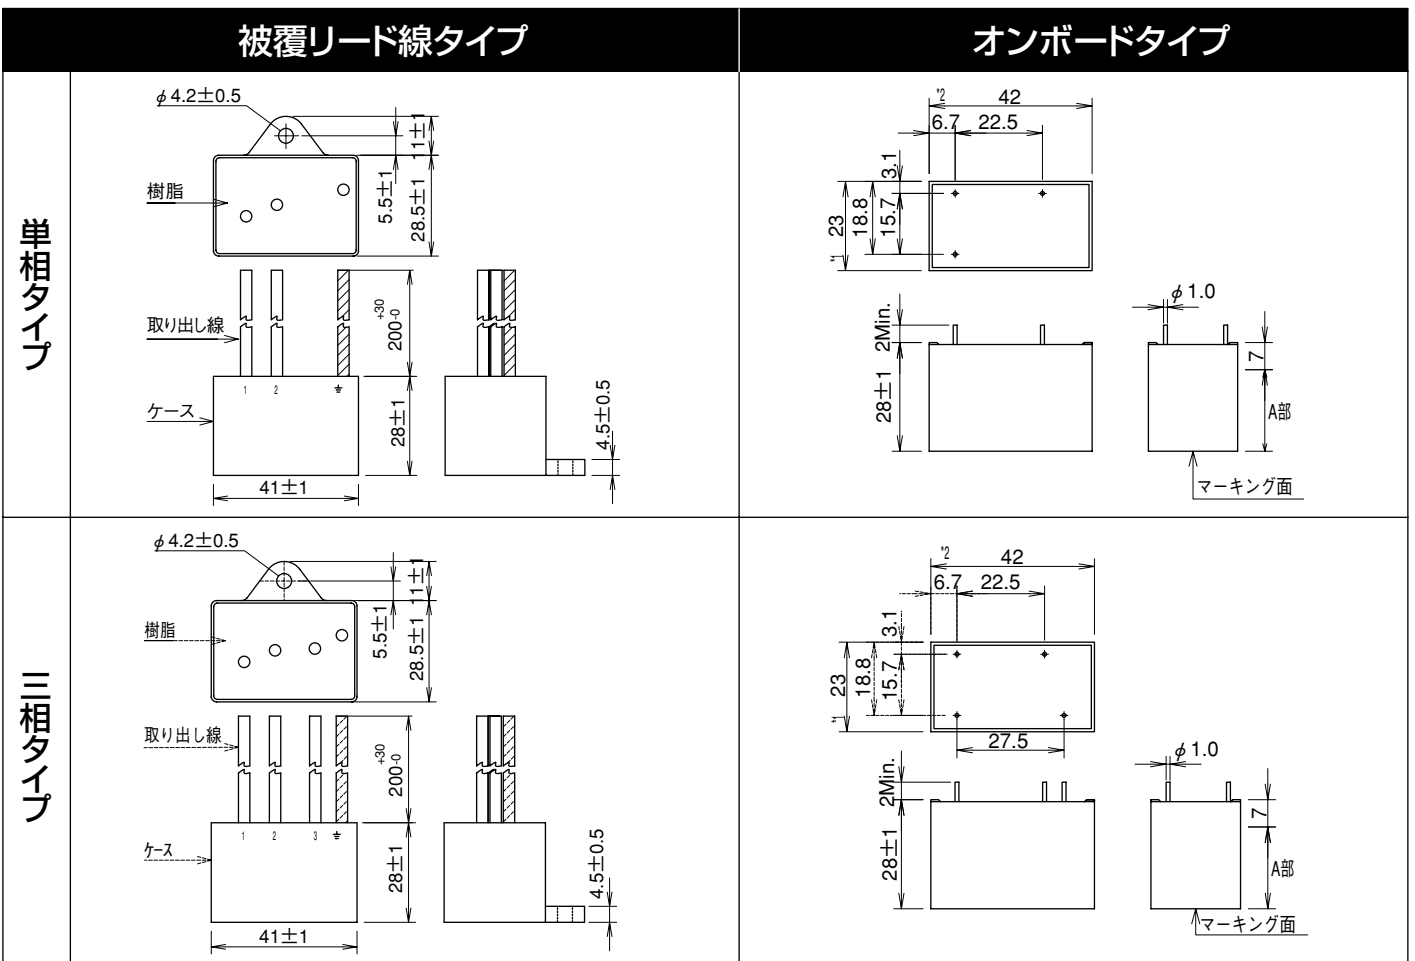 被覆リード線タイプ
オンボードタイプ
単相タイプ
φ4.2±0.5
11±1
5.5±1
28.5±1
樹脂
取り出し線
200 +30 -0
ケース
1 2 ⏚
28±1
4.5±0.5
41±1
*2
42
6.7 22.5
3.1
15.7
18.8
23
*1
2Min.
28±1
φ1.0
7
A部
マーキング面
三相タイプ
φ4.2±0.5
11±1
5.5±1
28.5±1
樹脂
取り出し線
200 +30 -0
ケース
1 2 3 ⏚
28±1
4.5±0.5
41±1
*2
42
6.7 22.5
3.1
15.7
18.8
23
*1
27.5
2Min.
28±1
φ1.0
7
A部
マーキング面